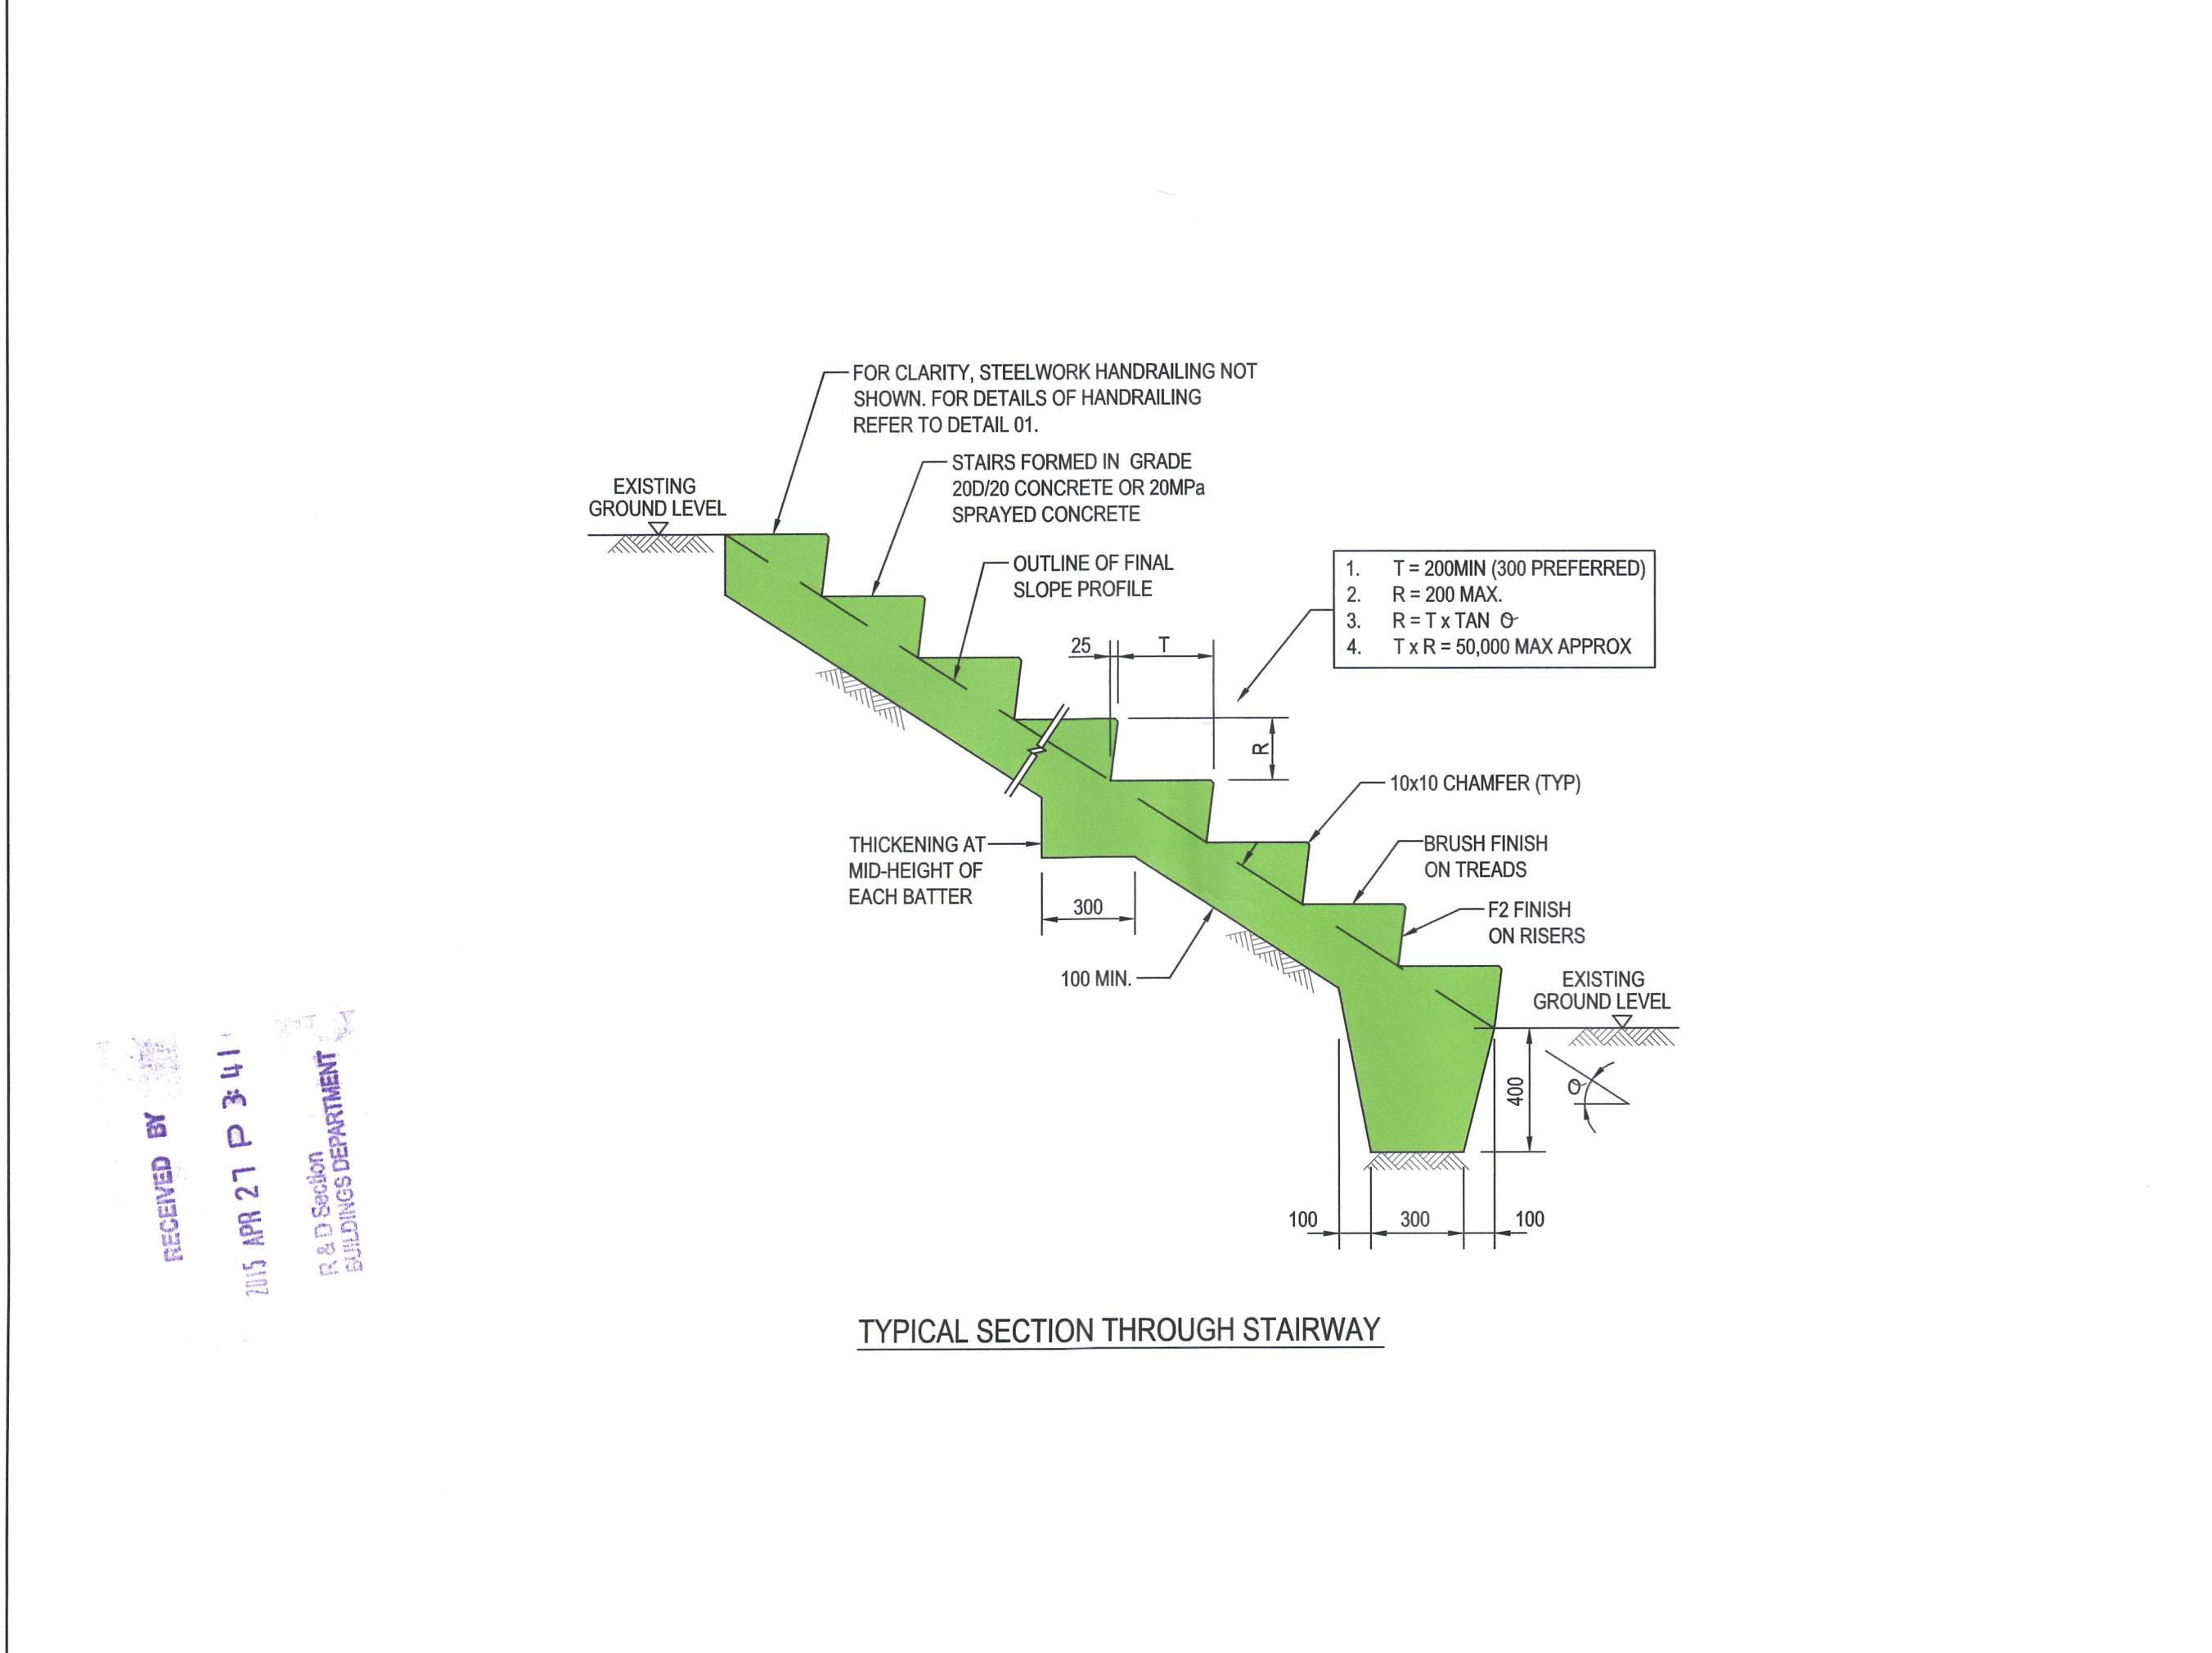 FOR CLARITY, STEELWORK HANDRAILING NOT
SHOWN. FOR DETAILS OF HANDRAILING
REFER TO DETAIL 01.
STAIRS FORMED IN GRADE
20D/20 CONCRETE OR 20MPa
SPRAYED CONCRETE
EXISTING
GROUND LEVEL
OUTLINE OF FINAL
SLOPE PROFILE
1. T = 200MIN (300 PREFERRED)
2. R = 200 MAX.
3. R = T x TAN θ
4. T x R = 50,000 MAX APPROX
25
T
R
10x10 CHAMFER (TYP)
THICKENING AT
MID-HEIGHT OF
EACH BATTER
BRUSH FINISH
ON TREADS
300
F2 FINISH
ON RISERS
100 MIN.
EXISTING
GROUND LEVEL
400
θ
100
300
100
TYPICAL SECTION THROUGH STAIRWAY
RECEIVED BY
2015 APR 27 P 3:41
R & D Section
BUILDINGS DEPARTMENT